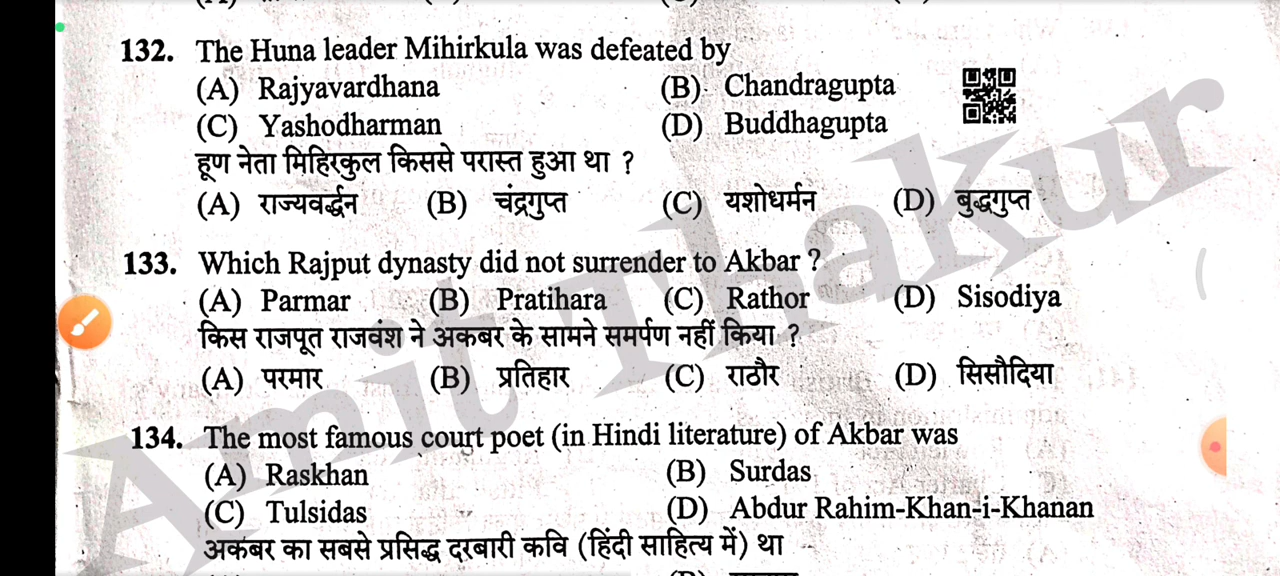 132. The Huna leader Mihirkula was defeated by
(A) Rajyavardhana (B) Chandragupta
(C) Yashodharman (D) Buddhagupta
हूण नेता मिहिरकुल किससे परास्त हुआ था ?
(A) राज्यवर्द्धन (B) चंद्रगुप्त (C) यशोधर्मन (D) बुद्धगुप्त
133. Which Rajput dynasty did not surrender to Akbar ?
(A) Parmar (B) Pratihara (C) Rathor (D) Sisodiya
किस राजपूत राजवंश ने अकबर के सामने समर्पण नहीं किया ?
(A) परमार (B) प्रतिहार (C) राठौर (D) सिसौदिया
134. The most famous court poet (in Hindi literature) of Akbar was
(A) Raskhan (B) Surdas
(C) Tulsidas (D) Abdur Rahim-Khan-i-Khanan
अकबर का सबसे प्रसिद्ध दरबारी कवि (हिंदी साहित्य में) था
Amit Thakur